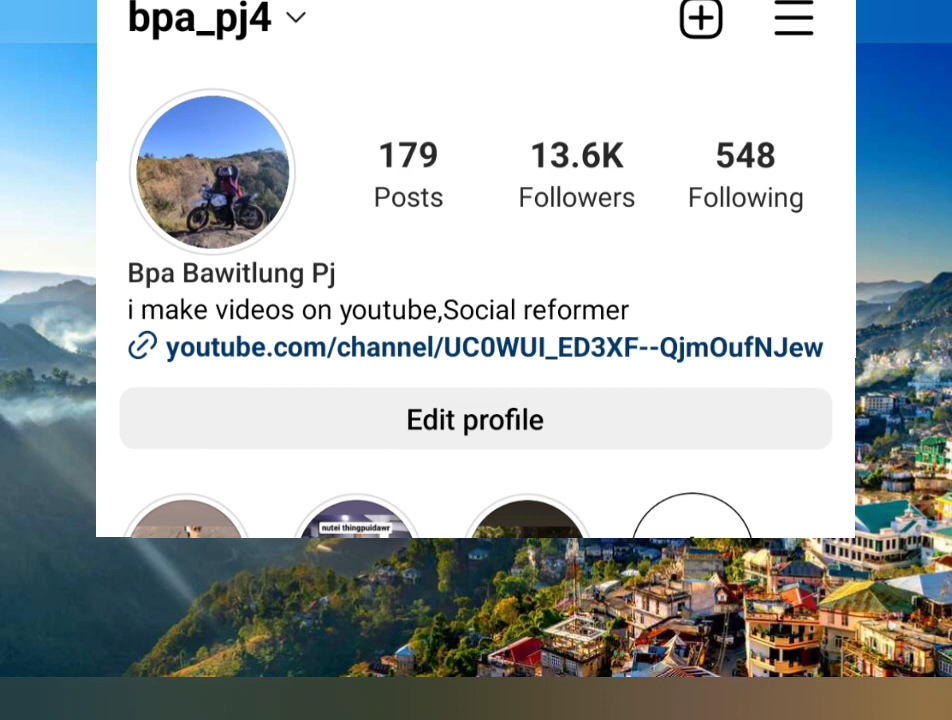 bpa_pj4
179 13.6K 548
Posts Followers Following
Bpa Bawitlung Pj
i make videos on youtube,Social reformer
youtube.com/channel/UC0WUI_ED3XF--QjmOufNJew
Edit profile
nutei thingpuidawr